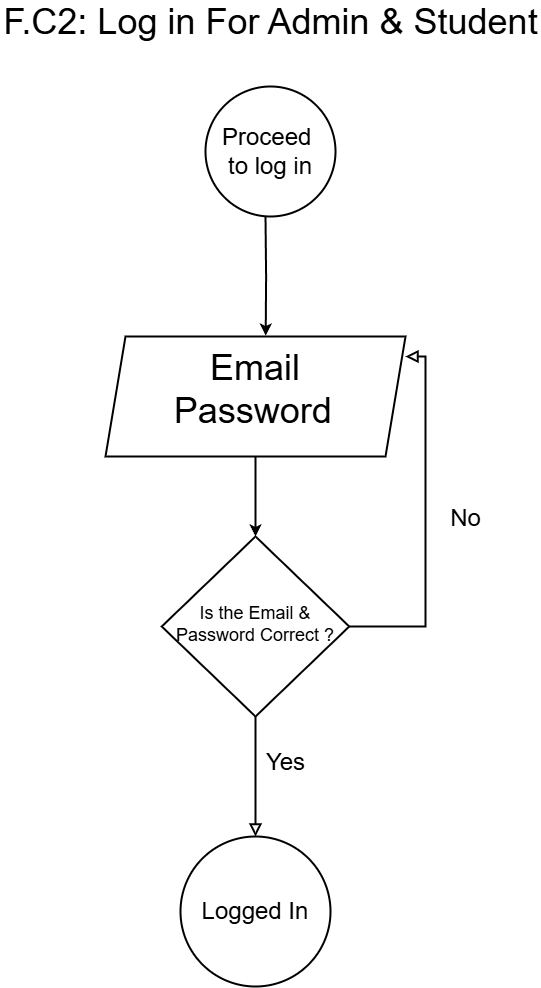 F.C2: Log in For Admin & Student
Proceed
to log in
Email
Password
No
Is the Email &
Password Correct ?
Yes
Logged In